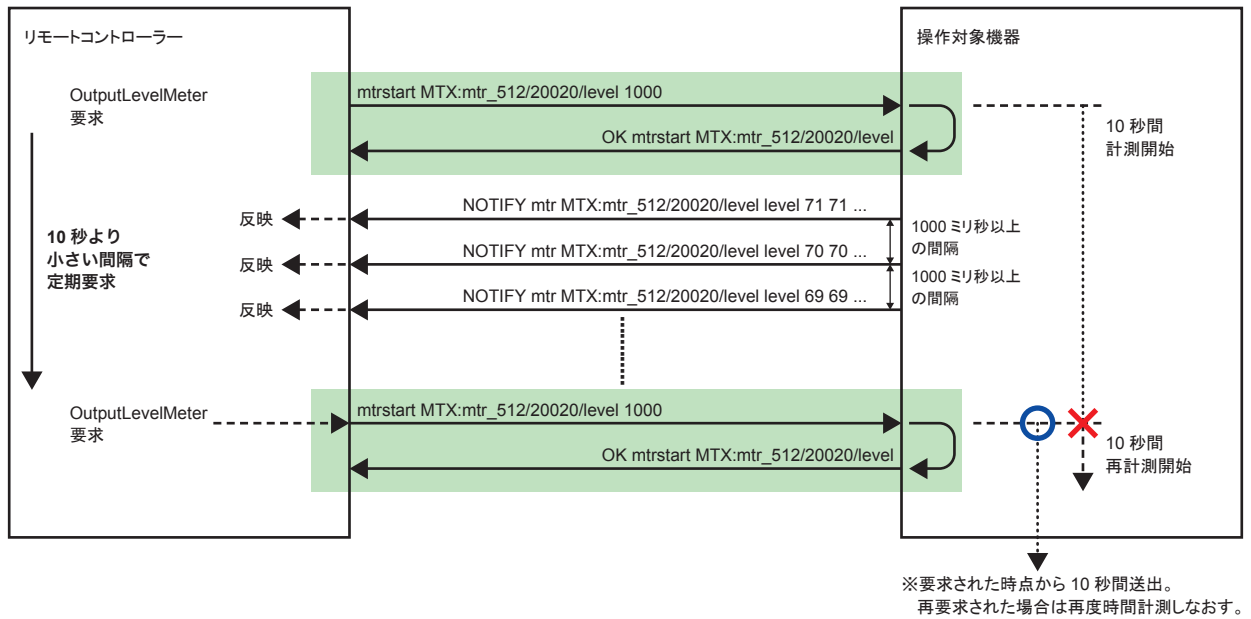 リモートコントローラー
操作対象機器
OutputLevelMeter
要求
mtrstart MTX:mtr_512/20020/level 1000
OK mtrstart MTX:mtr_512/20020/level
10 秒間
計測開始
10 秒より
小さい間隔で
定期要求
反映
NOTIFY mtr MTX:mtr_512/20020/level level 71 71 ...
1000 ミリ秒以上
の間隔
反映
NOTIFY mtr MTX:mtr_512/20020/level level 70 70 ...
1000 ミリ秒以上
の間隔
反映
NOTIFY mtr MTX:mtr_512/20020/level level 69 69 ...
OutputLevelMeter
要求
mtrstart MTX:mtr_512/20020/level 1000
OK mtrstart MTX:mtr_512/20020/level
10 秒間
再計測開始
※要求された時点から 10 秒間送出。
再要求された場合は再度時間計測しなおす。